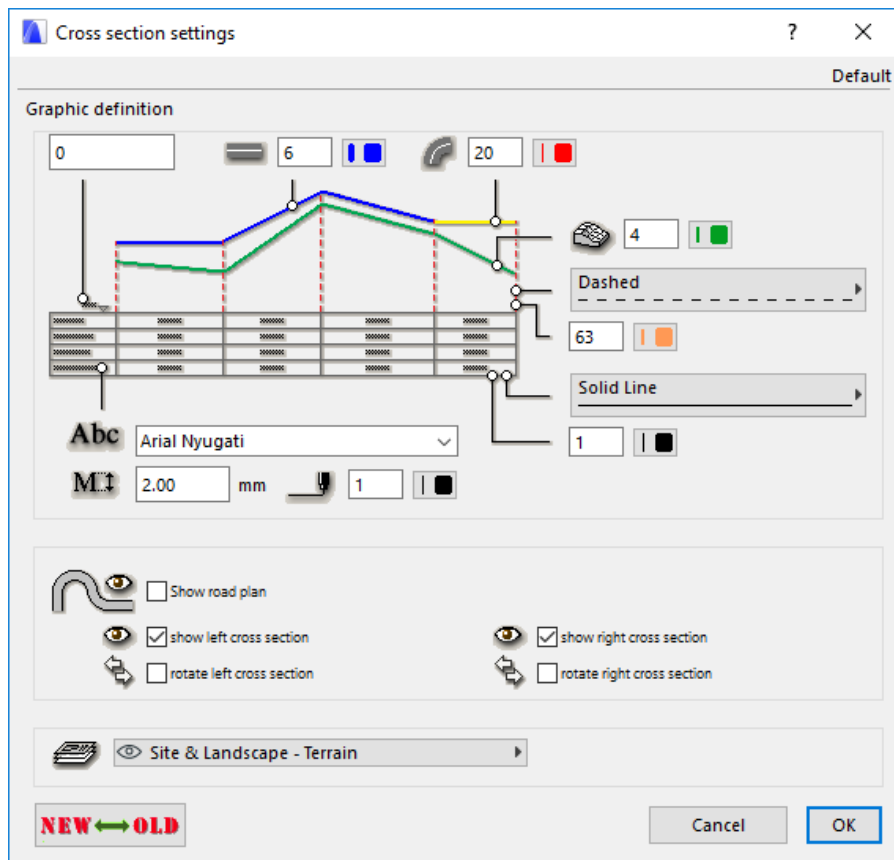 Cross section settings ?
Default
Graphic definition
0 6 20
4
Dashed
63
Solid Line
1
Abc Arial Nyugati
M 2.00 mm 1
Show road plan
show left cross section show right cross section
rotate left cross section rotate right cross section
Site & Landscape - Terrain
NEW OLD Cancel OK